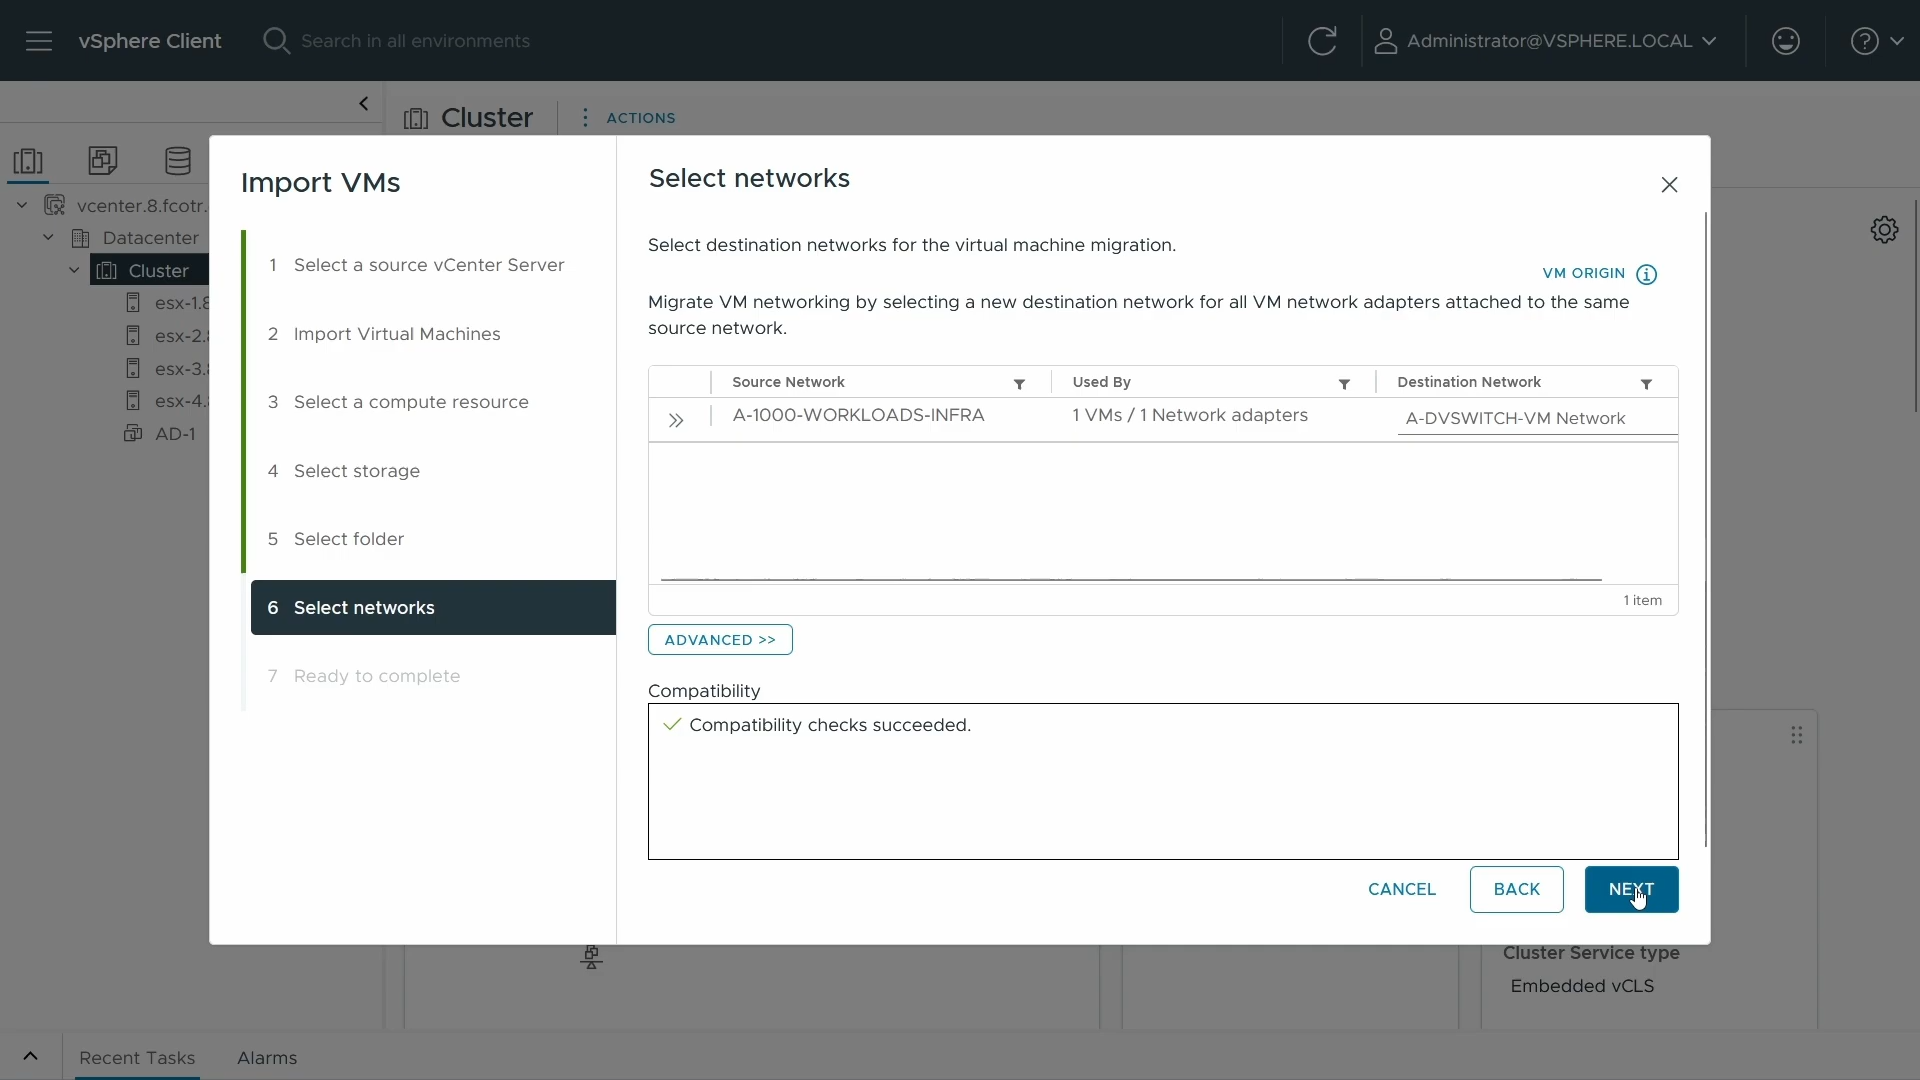 vSphere Client
Search in all environments
Administrator@VSPHERE.LOCAL
Cluster
ACTIONS
vcenter.8.fcotr.
Datacenter
Cluster
esx-1.8
esx-2.
esx-3.
esx-4.
AD-1
Import VMs
1 Select a source vCenter Server
2 Import Virtual Machines
3 Select a compute resource
4 Select storage
5 Select folder
6 Select networks
7 Ready to complete
Select networks
Select destination networks for the virtual machine migration.
VM ORIGIN
Migrate VM networking by selecting a new destination network for all VM network adapters attached to the same
source network.
Source Network Used By Destination Network
A-1000-WORKLOADS-INFRA 1 VMs / 1 Network adapters A-DVSWITCH-VM Network
1 item
ADVANCED >>
Compatibility
Compatibility checks succeeded.
CANCEL BACK NEXT
Cluster Service type
Embedded vCLS
Recent Tasks Alarms